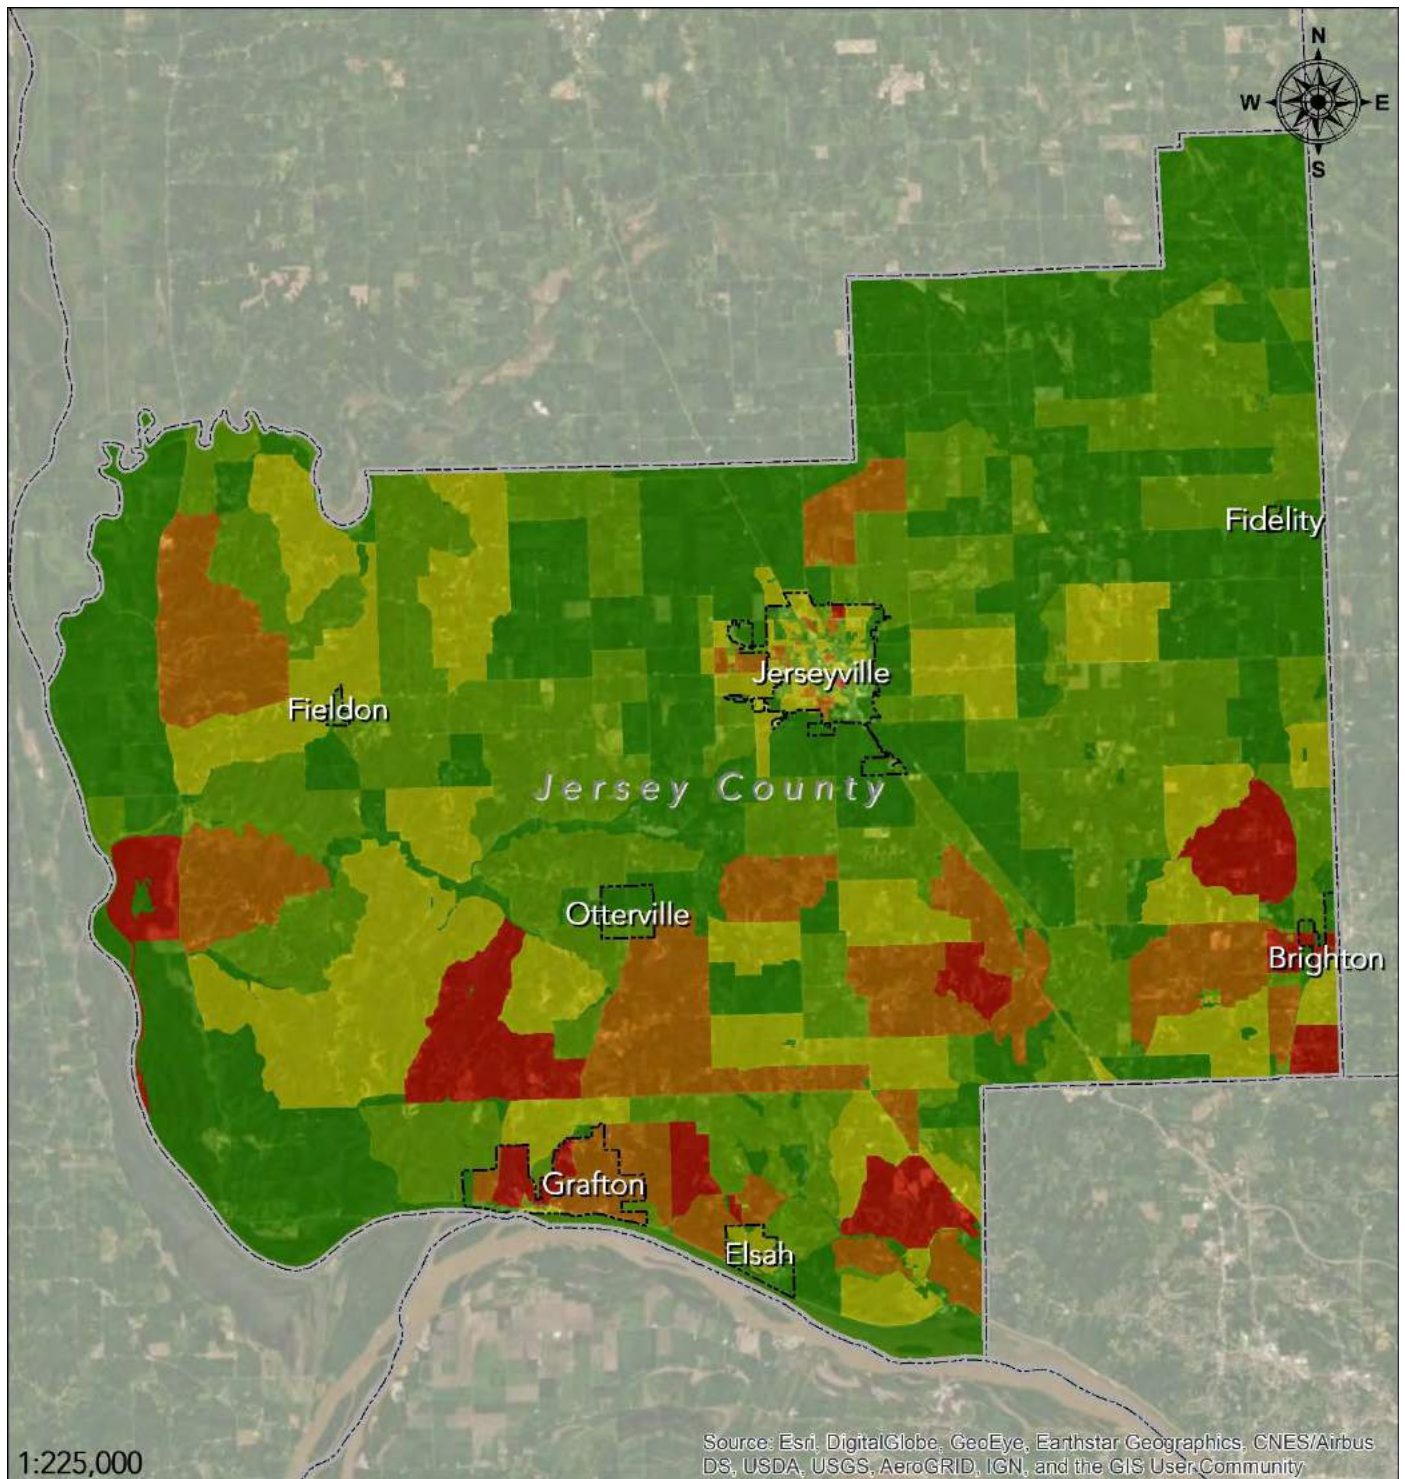 N
W E
S
Fidelity
Jerseyville
Fieldon
Jersey County
Otterville
Brighton
Grafton
Elsah
1:225,000
Source: Esri, DigitalGlobe, GeoEye, Earthstar Geographics, CNES/Airbus
DS, USDA, USGS, AeroGRID, IGN, and the GIS User Community